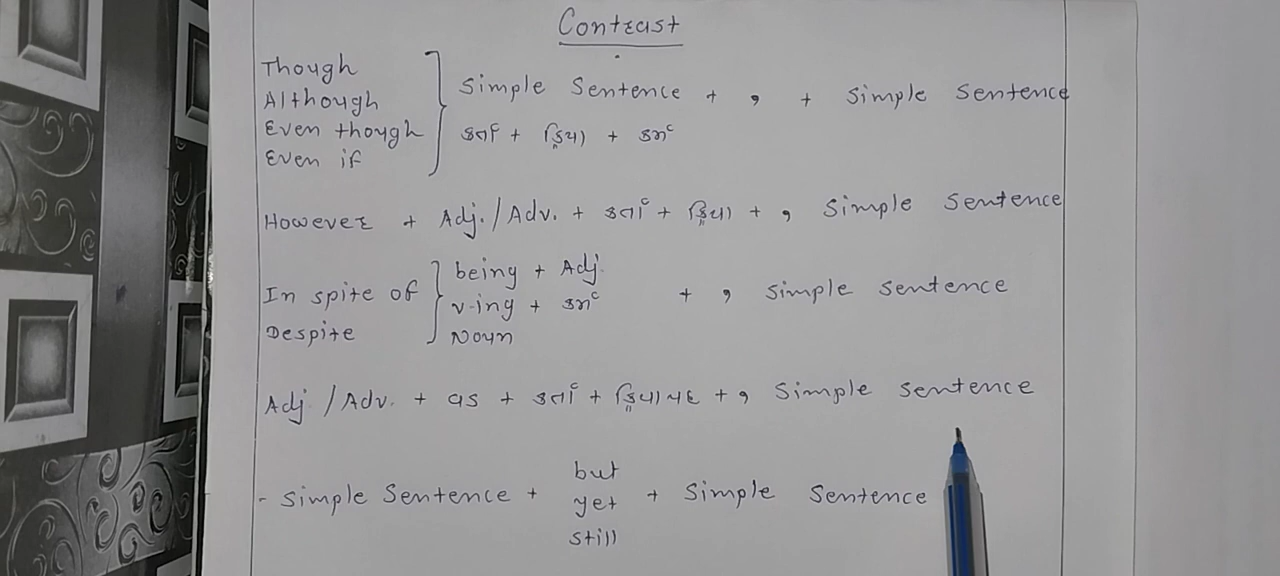 Contrast
Though
Although
Even though
Even if
Simple Sentence + , + Simple Sentence
કર્તા + ક્રિયા + કર્મ
However + Adj. / Adv. + કર્તા + ક્રિયા + , Simple Sentence
In spite of
Despite
being + Adj.
v-ing + કર્મ
Noun
+ , Simple Sentence
Adj. / Adv. + as + કર્તા + ક્રિયાપદ + , Simple Sentence
- Simple Sentence + but + Simple Sentence
yet
still